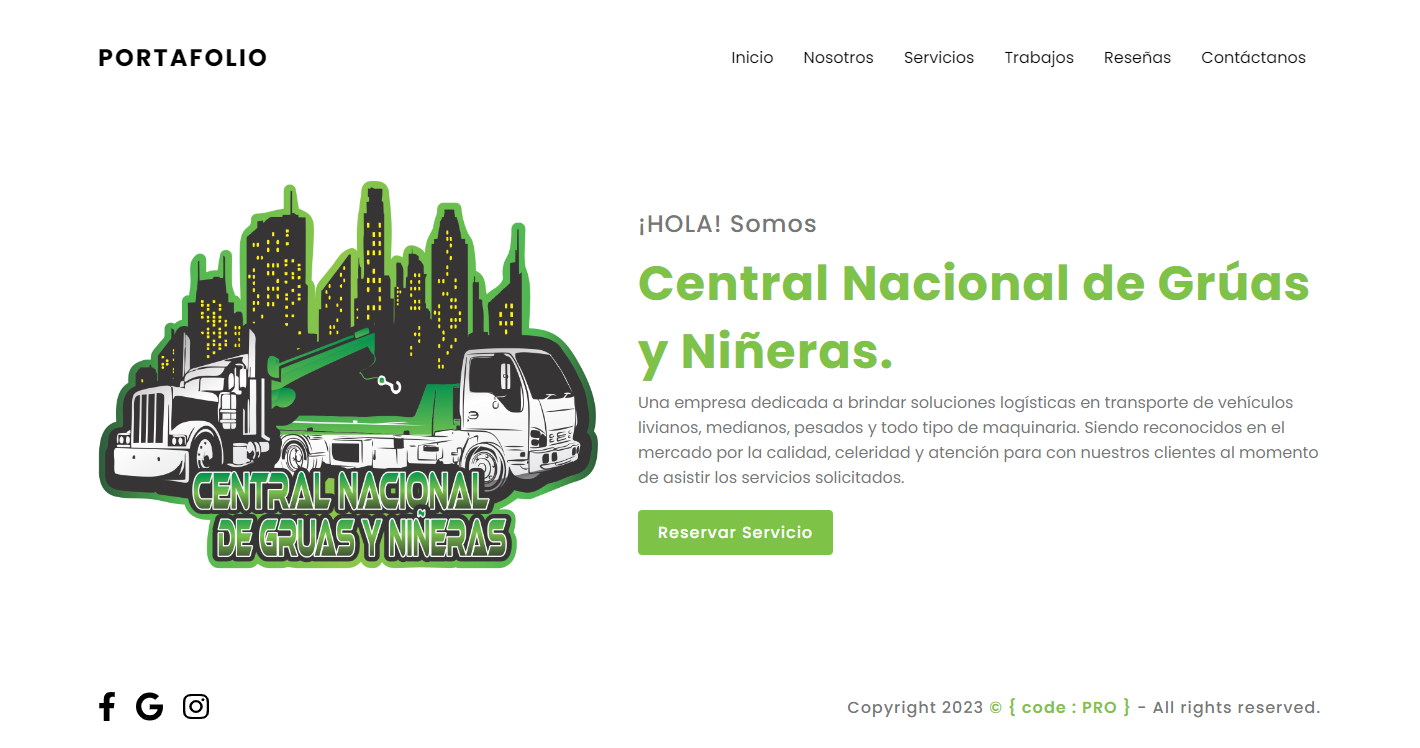 PORTAFOLIO
Inicio Nosotros Servicios Trabajos Reseñas Contáctanos
CENTRAL NACIONAL
DE GRUAS Y NIÑERAS
¡HOLA! Somos
Central Nacional de Grúas
y Niñeras.
Una empresa dedicada a brindar soluciones logísticas en transporte de vehículos
livianos, medianos, pesados y todo tipo de maquinaria. Siendo reconocidos en el
mercado por la calidad, celeridad y atención para con nuestros clientes al momento
de asistir los servicios solicitados.
Reservar Servicio
Copyright 2023 © { code : PRO } - All rights reserved.